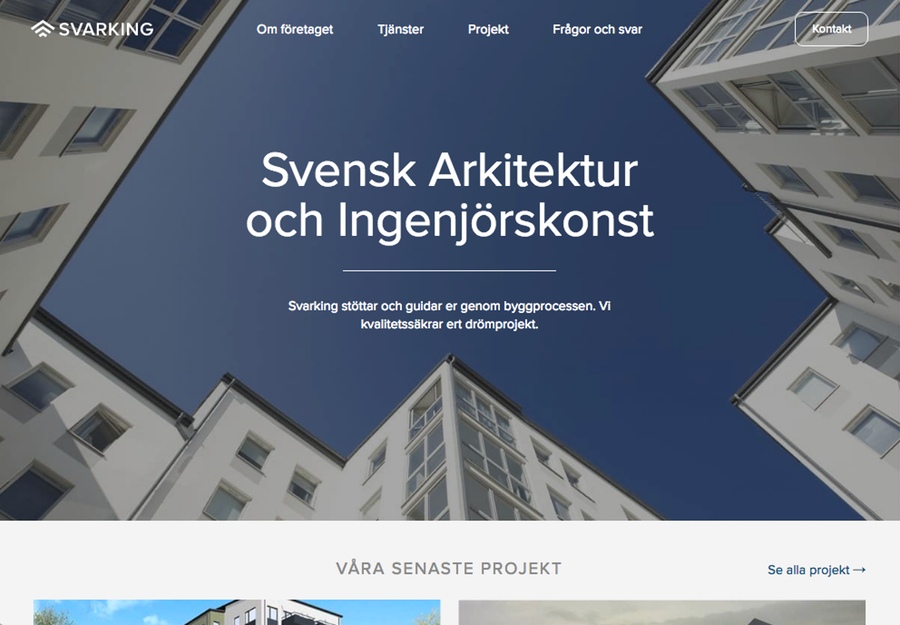 SVARKING
Om företaget
Tjänster
Projekt
Frågor och svar
Kontakt
Svensk Arkitektur
och Ingenjörskonst
Svarking stöttar och guidar er genom byggprocessen. Vi
kvalitetssäkrar ert drömprojekt.
VÅRA SENASTE PROJEKT
Se alla projekt →